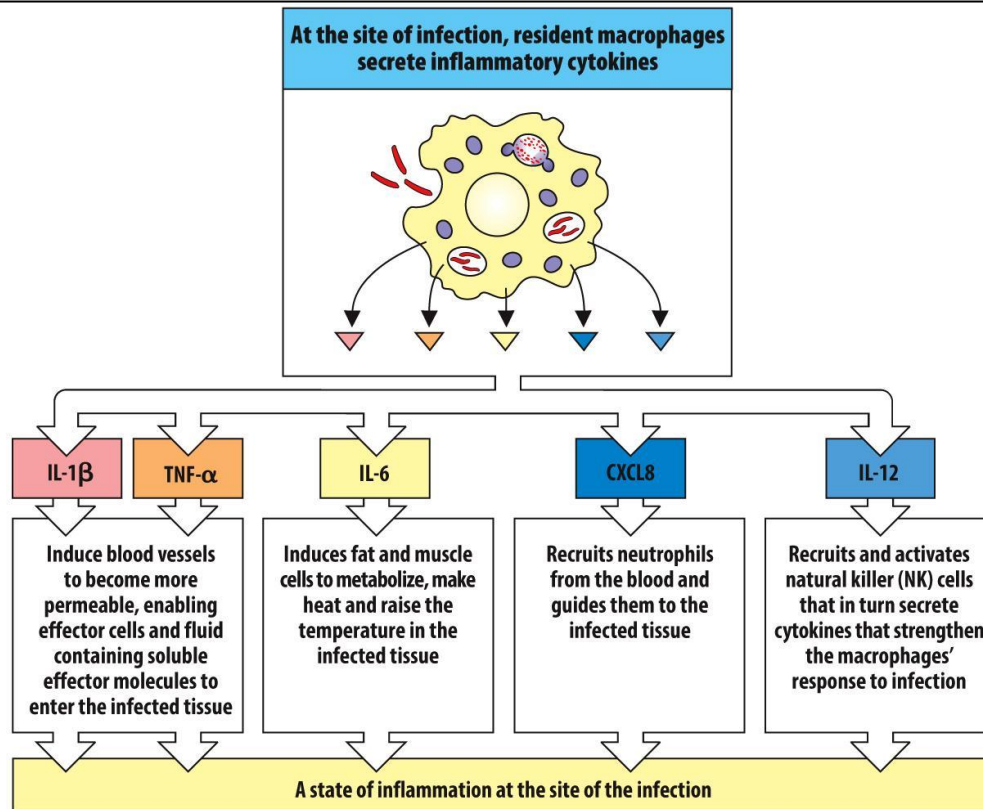 At the site of infection, resident macrophages
secrete inflammatory cytokines
IL-1β
TNF-α
IL-6
CXCL8
IL-12
Induce blood vessels
to become more
permeable, enabling
effector cells and fluid
containing soluble
effector molecules to
enter the infected tissue
Induces fat and muscle
cells to metabolize, make
heat and raise the
temperature in the
infected tissue
Recruits neutrophils
from the blood and
guides them to the
infected tissue
Recruits and activates
natural killer (NK) cells
that in turn secrete
cytokines that strengthen
the macrophages’
response to infection
A state of inflammation at the site of the infection